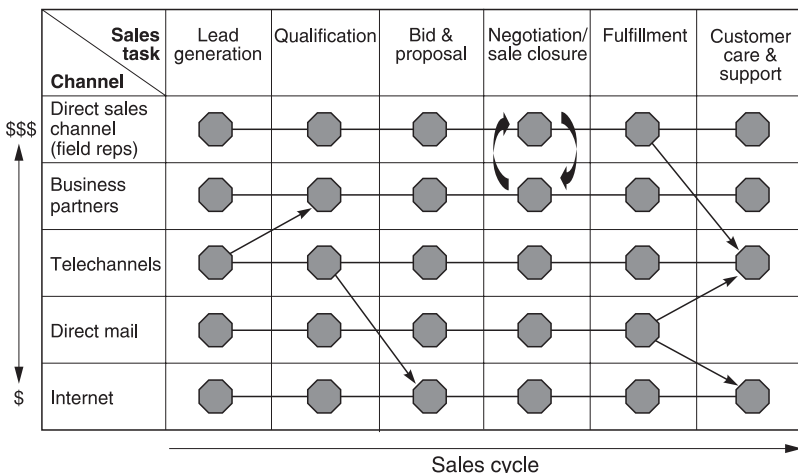 Sales
task
Channel
Lead
generation
Qualification
Bid &
proposal
Negotiation/
sale closure
Fulfillment
Customer
care &
support
$$$
Direct sales
channel
(field reps)
Business
partners
Telechannels
Direct mail
$
Internet
Sales cycle